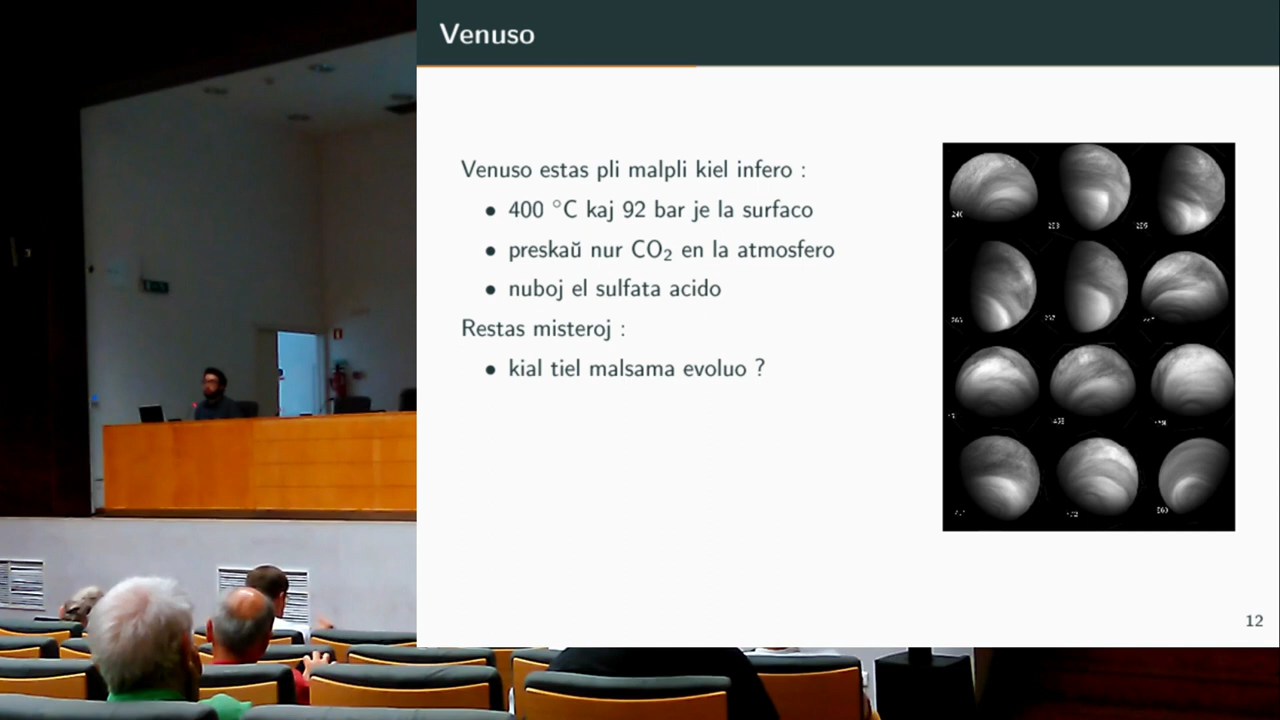 Venuso
Venuso estas pli malpli kiel infero :
• 400 °C kaj 92 bar je la surfaco
• preskaŭ nur CO₂ en la atmosfero
• nuboj el sulfata acido
Restas misteroj :
• kial tiel malsama evoluo ?
12